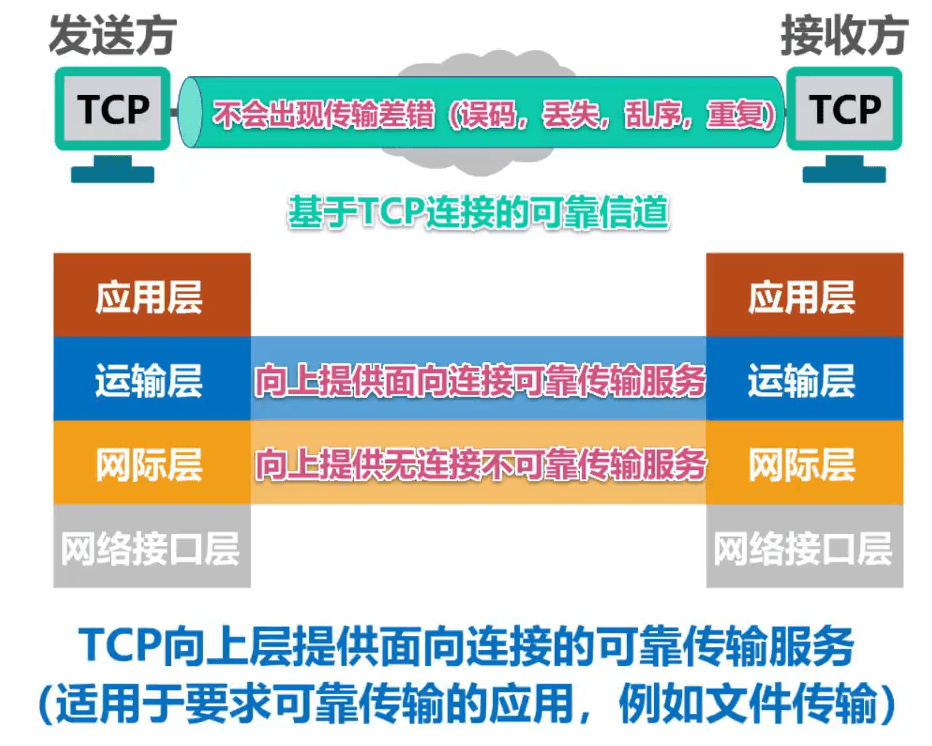 发送方
接收方
TCP
不会出现传输差错（误码，丢失，乱序，重复）
TCP
基于TCP连接的可靠信道
应用层
应用层
运输层
向上提供面向连接可靠传输服务
运输层
网际层
向上提供无连接不可靠传输服务
网际层
网络接口层
网络接口层
TCP向上层提供面向连接的可靠传输服务
（适用于要求可靠传输的应用，例如文件传输）